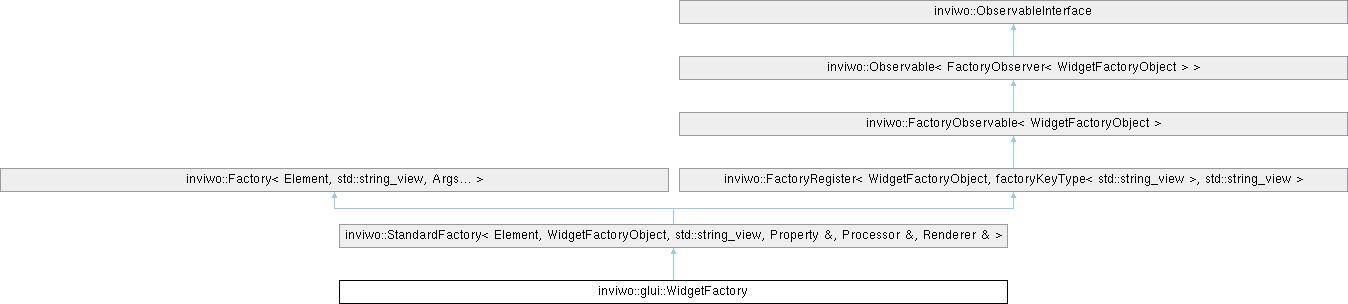 inviwo::ObservableInterface
inviwo::Observable< FactoryObserver< WidgetFactoryObject > >
inviwo::FactoryObservable< WidgetFactoryObject >
inviwo::Factory< Element, std::string_view, Args... >
inviwo::FactoryRegister< WidgetFactoryObject, factoryKeyType< std::string_view >, std::string_view >
inviwo::StandardFactory< Element, WidgetFactoryObject, std::string_view, Property &, Processor &, Renderer & >
inviwo::glui::WidgetFactory